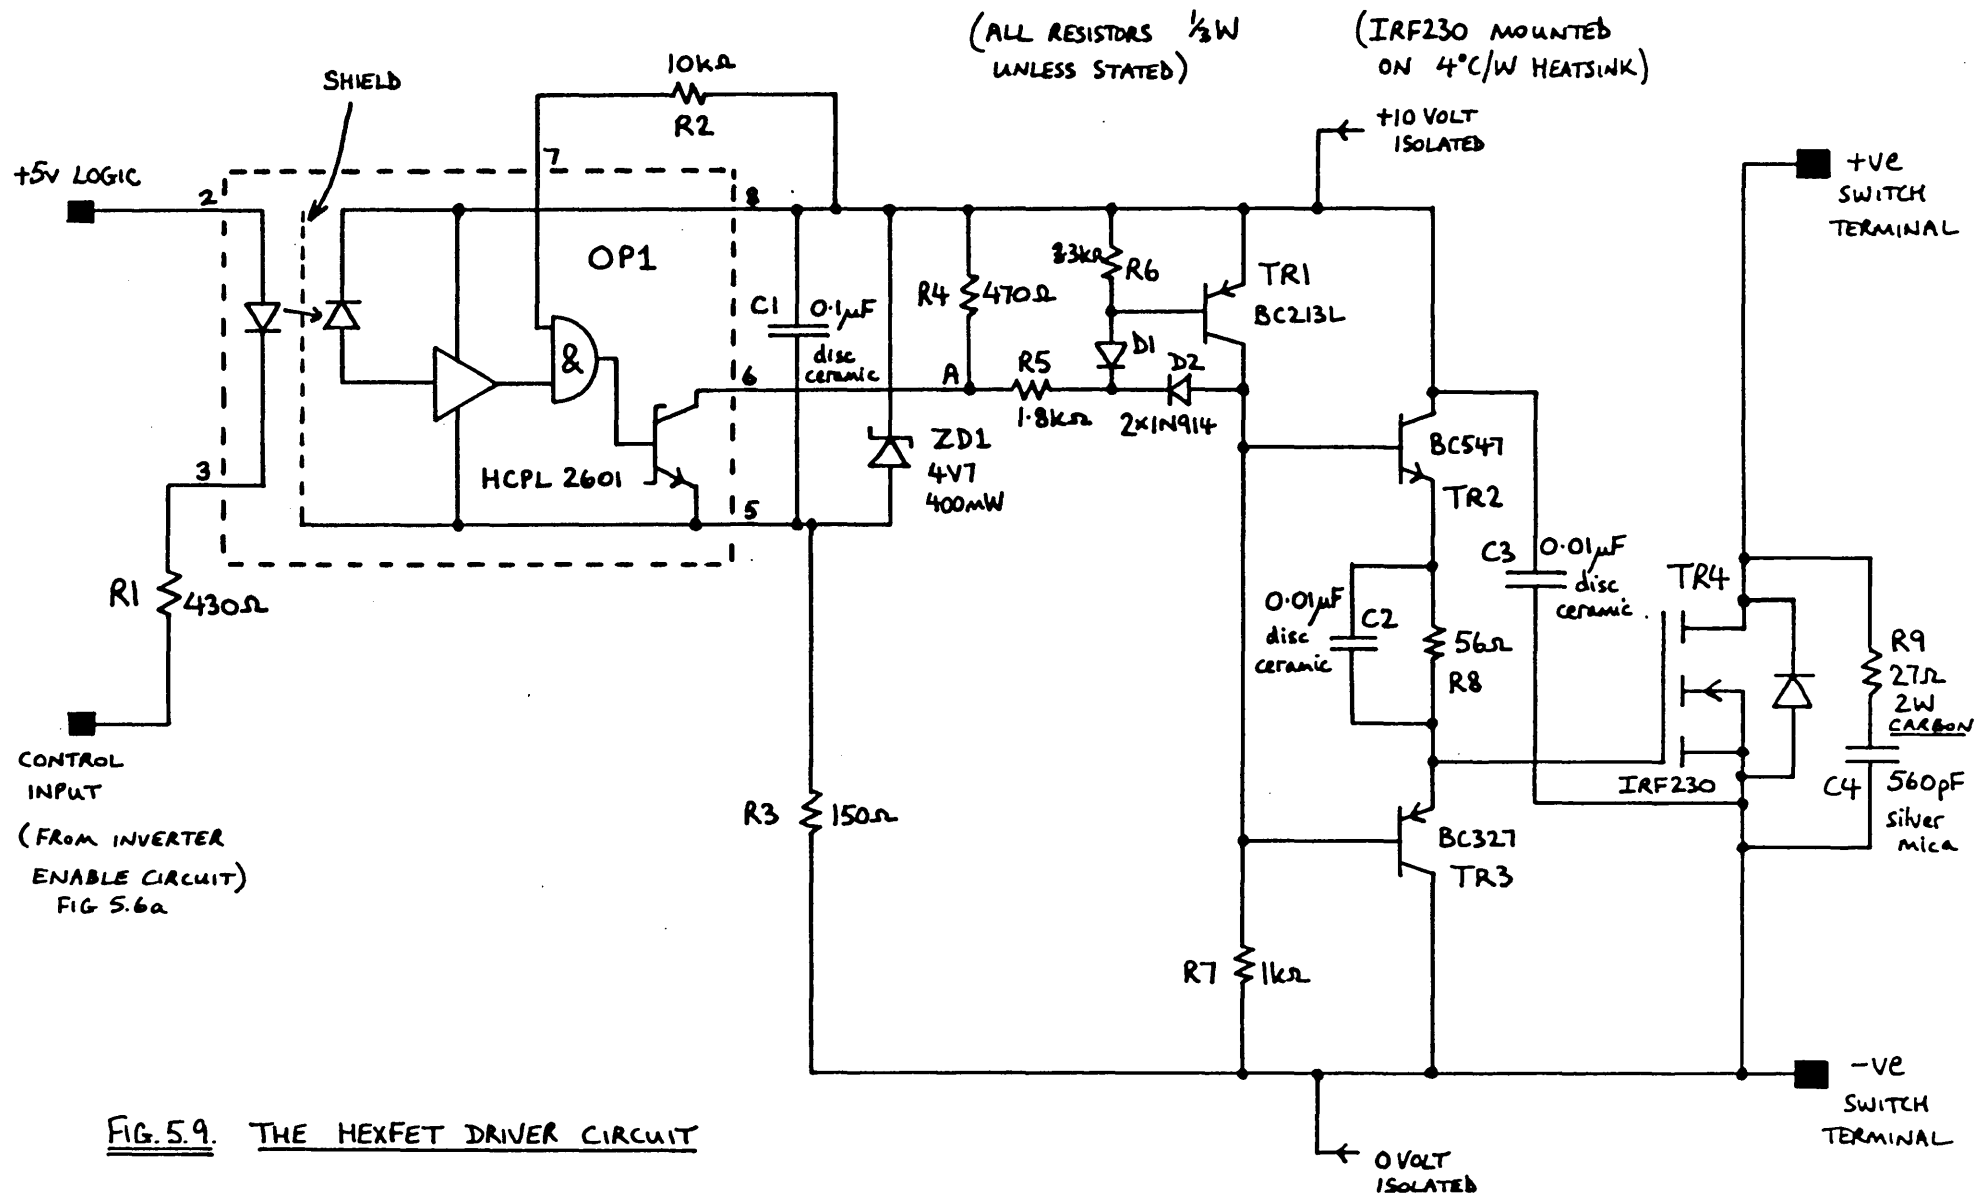 (ALL RESISTORS 1/3W
UNLESS STATED)
(IRF230 MOUNTED
ON 4°C/W HEATSINK)
SHIELD
10kΩ
R2
7
+10 VOLT
ISOLATED
+5v LOGIC
2
8
+ve
SWITCH
TERMINAL
OP1
R6
TR1
BC213L
C1
0.1µF
disc
ceramic
R4
470Ω
D1
&
6
A
R5
1.8kΩ
D2
2x1N914
3
HCPL 2601
ZD1
4V7
400mW
5
BC547
TR2
R1
430Ω
0.01µF
disc
ceramic
C2
56Ω
R8
C3
0.01µF
disc
ceramic
TR4
IRF230
R9
27Ω
2W
CARBON
C4
560pF
silver
mica
CONTROL
INPUT
(FROM INVERTER
ENABLE CIRCUIT)
FIG 5.6a
R3
150Ω
BC327
TR3
R7
1kΩ
-ve
SWITCH
TERMINAL
0 VOLT
ISOLATED
FIG. 5.9. THE HEXFET DRIVER CIRCUIT